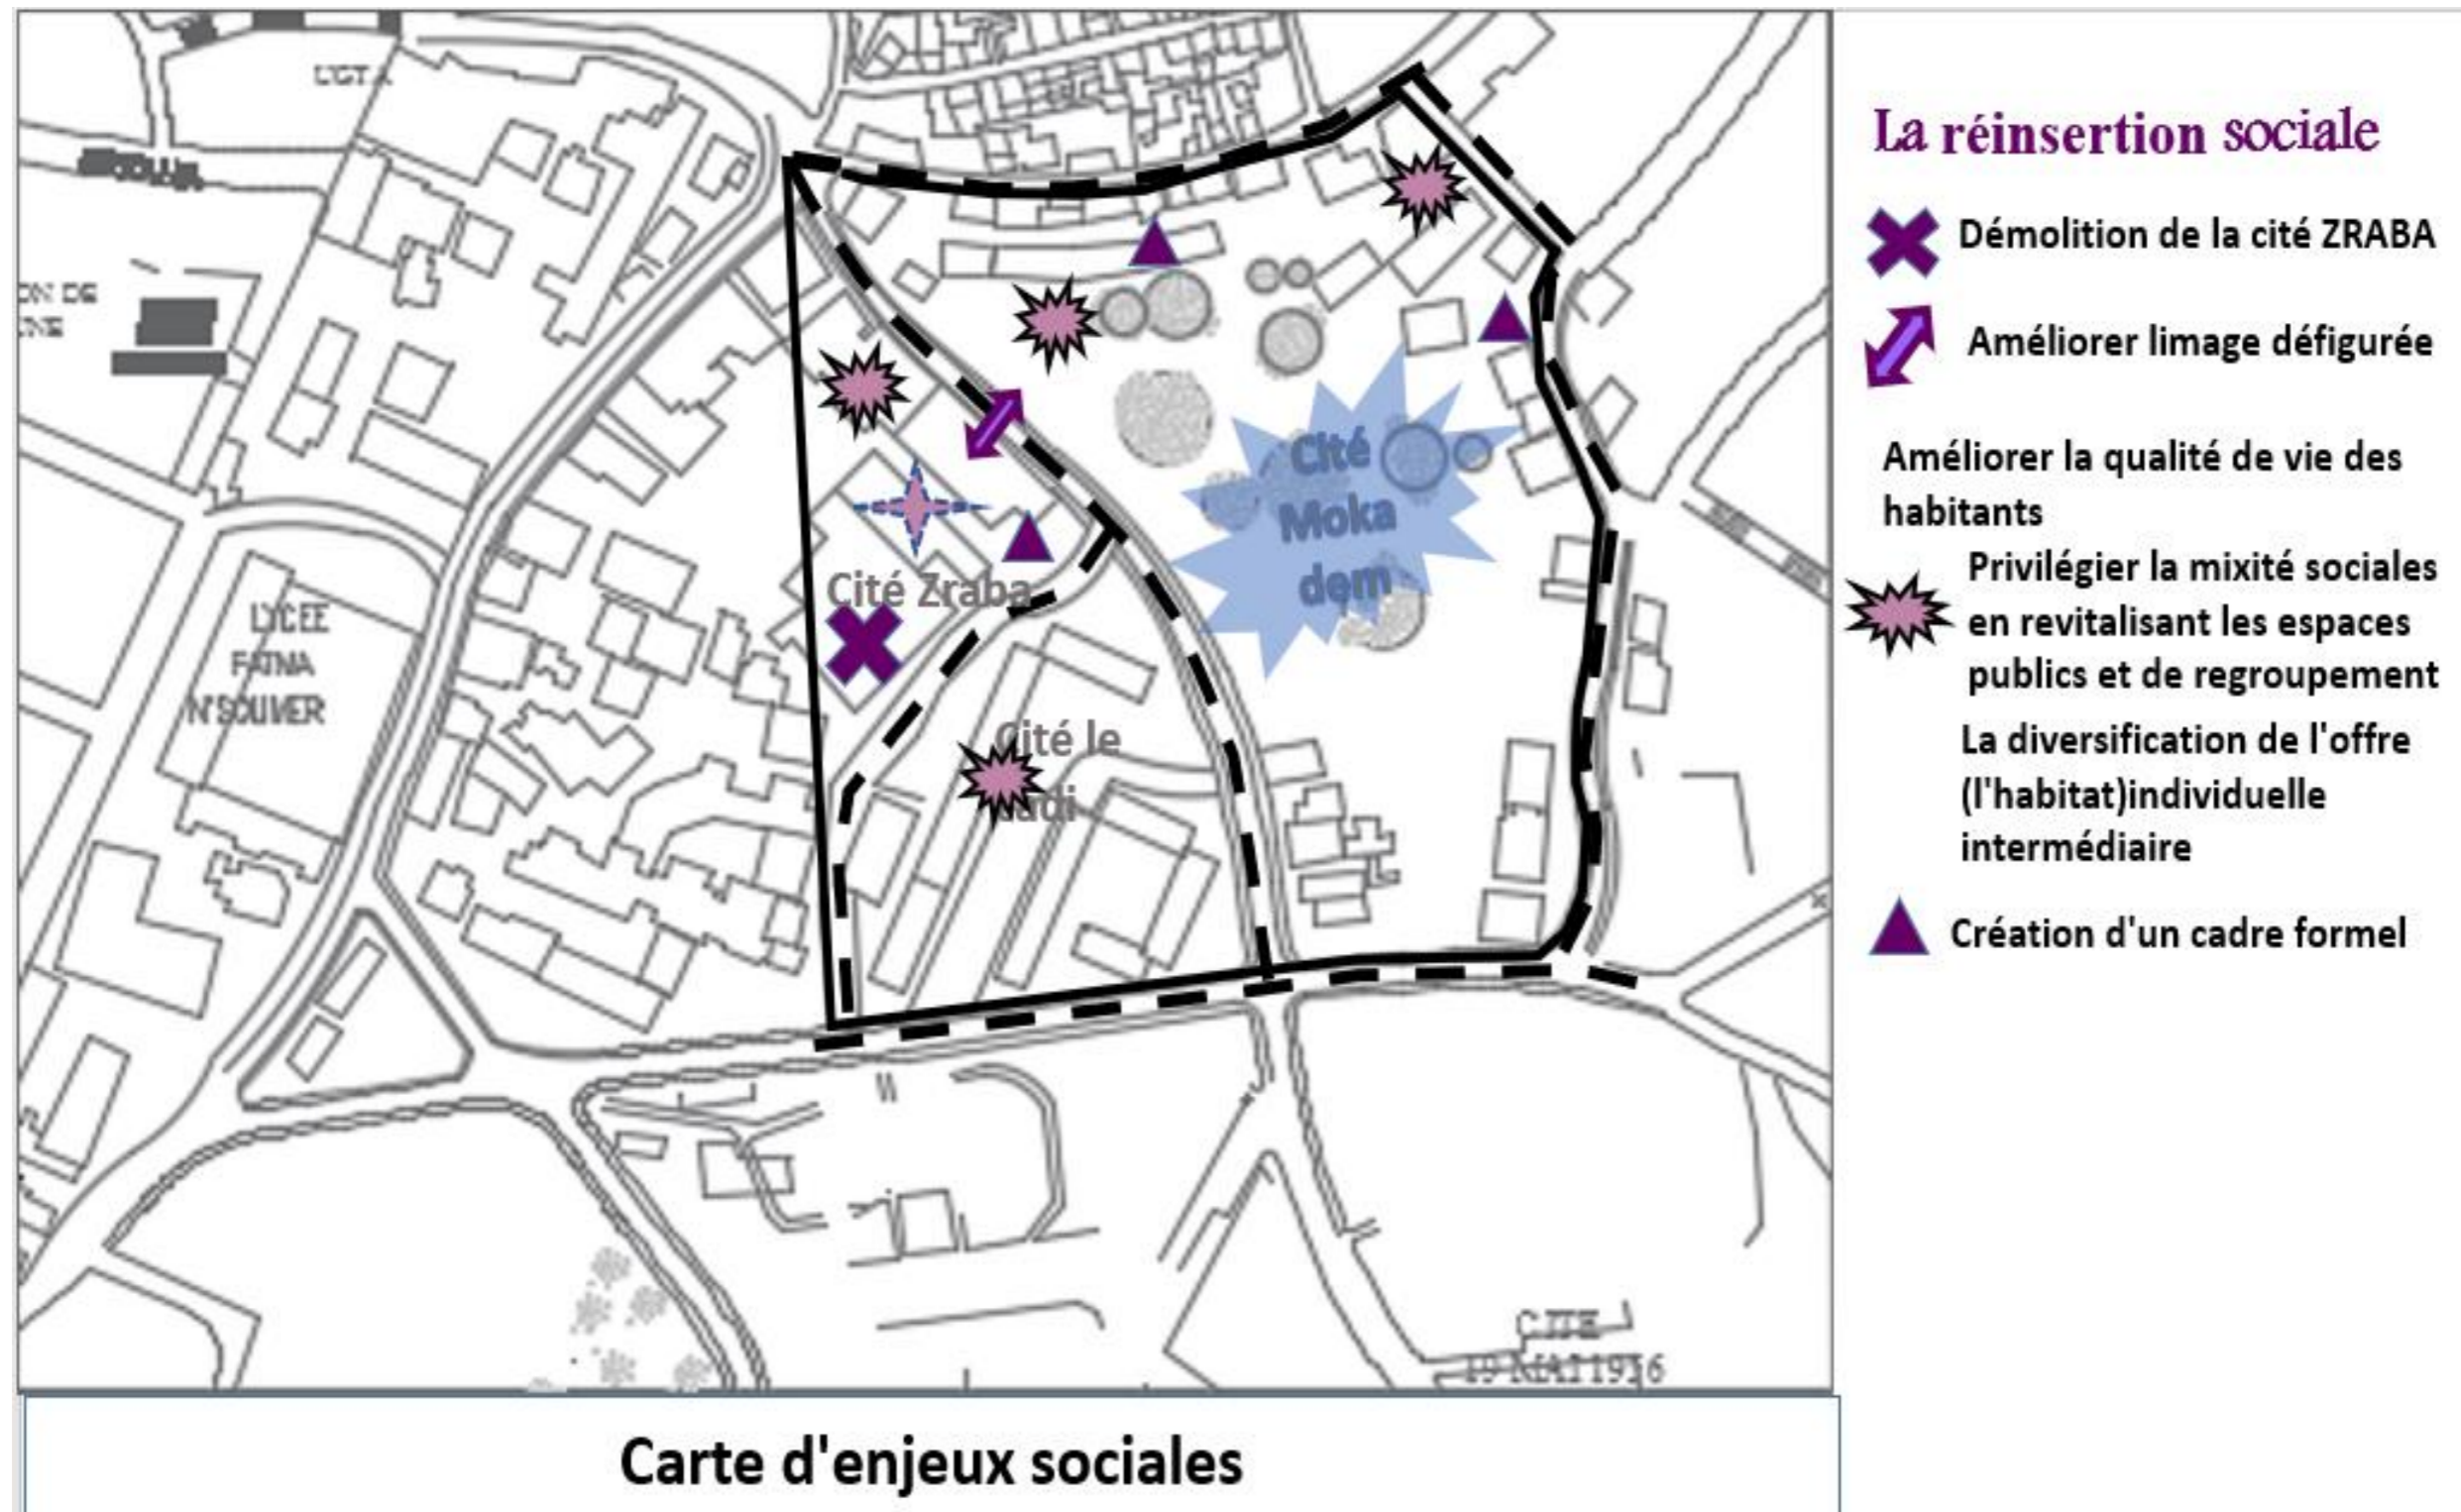 La réinsertion sociale
Démolition de la cité ZRABA
Améliorer limage défigurée
Améliorer la qualité de vie des
habitants
Privilégier la mixité sociales
en revitalisant les espaces
publics et de regroupement
La diversification de l'offre
(l'habitat)individuelle
intermédiaire
Création d'un cadre formel
Cité
Moka
dem
Cité Zraba
Cité le
LYCEE
FATMA
N'SOUMER
CITE
19 MAI 1956
Carte d'enjeux sociales